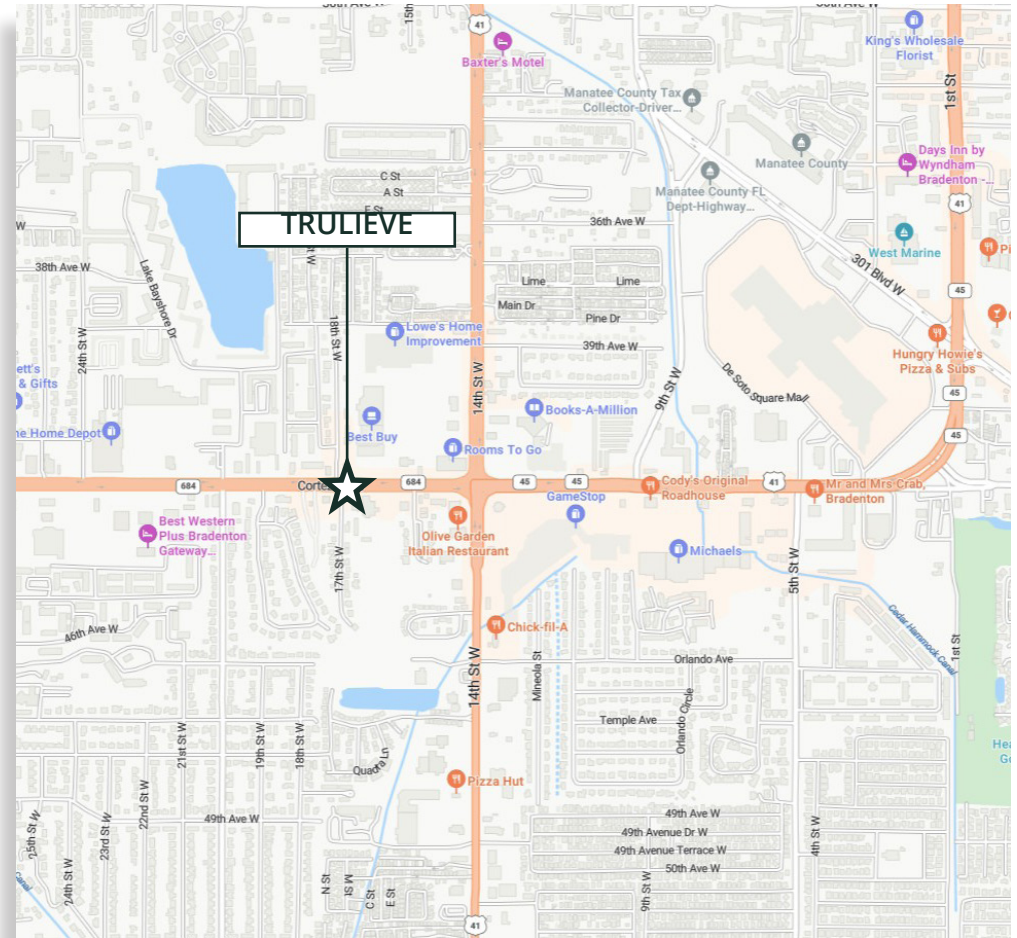 15th
41
Baxter's Motel
King's Wholesale
Florist
1st St
Manatee County Tax
Collector-Driver...
Manatee County
Days Inn by
Wyndham
Bradenton -...
Manatee County FL
Dept-Highway...
41
C St
A St
TRULIEVE
36th Ave W
West Marine
301 Blvd W
W
38th Ave W
Lake Bayshore Dr
Lime
Lime
45
Main Dr
Pine Dr
18th St W
Lowe's Home
Improvement
39th Ave W
Hungry Howie's
Pizza & Subs
24th St W
14th St W
9th St W
De Soto Square Mall
45
& Gifts
Books-A-Million
Best Buy
Home Depot
Rooms To Go
45
684
684
45
45
Cody's Original
Roadhouse
41
Mr and Mrs Crab,
Bradenton
GameStop
Best Western
Plus Bradenton
Gateway...
Olive Garden
Italian Restaurant
Michaels
17th St W
5th St W
46th Ave W
Chick-fil-A
Cedar Hammock Canal
1st St
14th St W
Mineola St
Orlando Ave
Orlando Circle
Temple Ave
21st St W
19th St W
18th St W
Quadra Ln
Pizza Hut
22nd St W
49th Ave W
49th Ave W
25th St W
23rd St W
49th Avenue Dr W
4th St W
49th Avenue Terrace W
50th Ave W
24th St W
N St
M St
C St
E St
9th St W
Canal
41